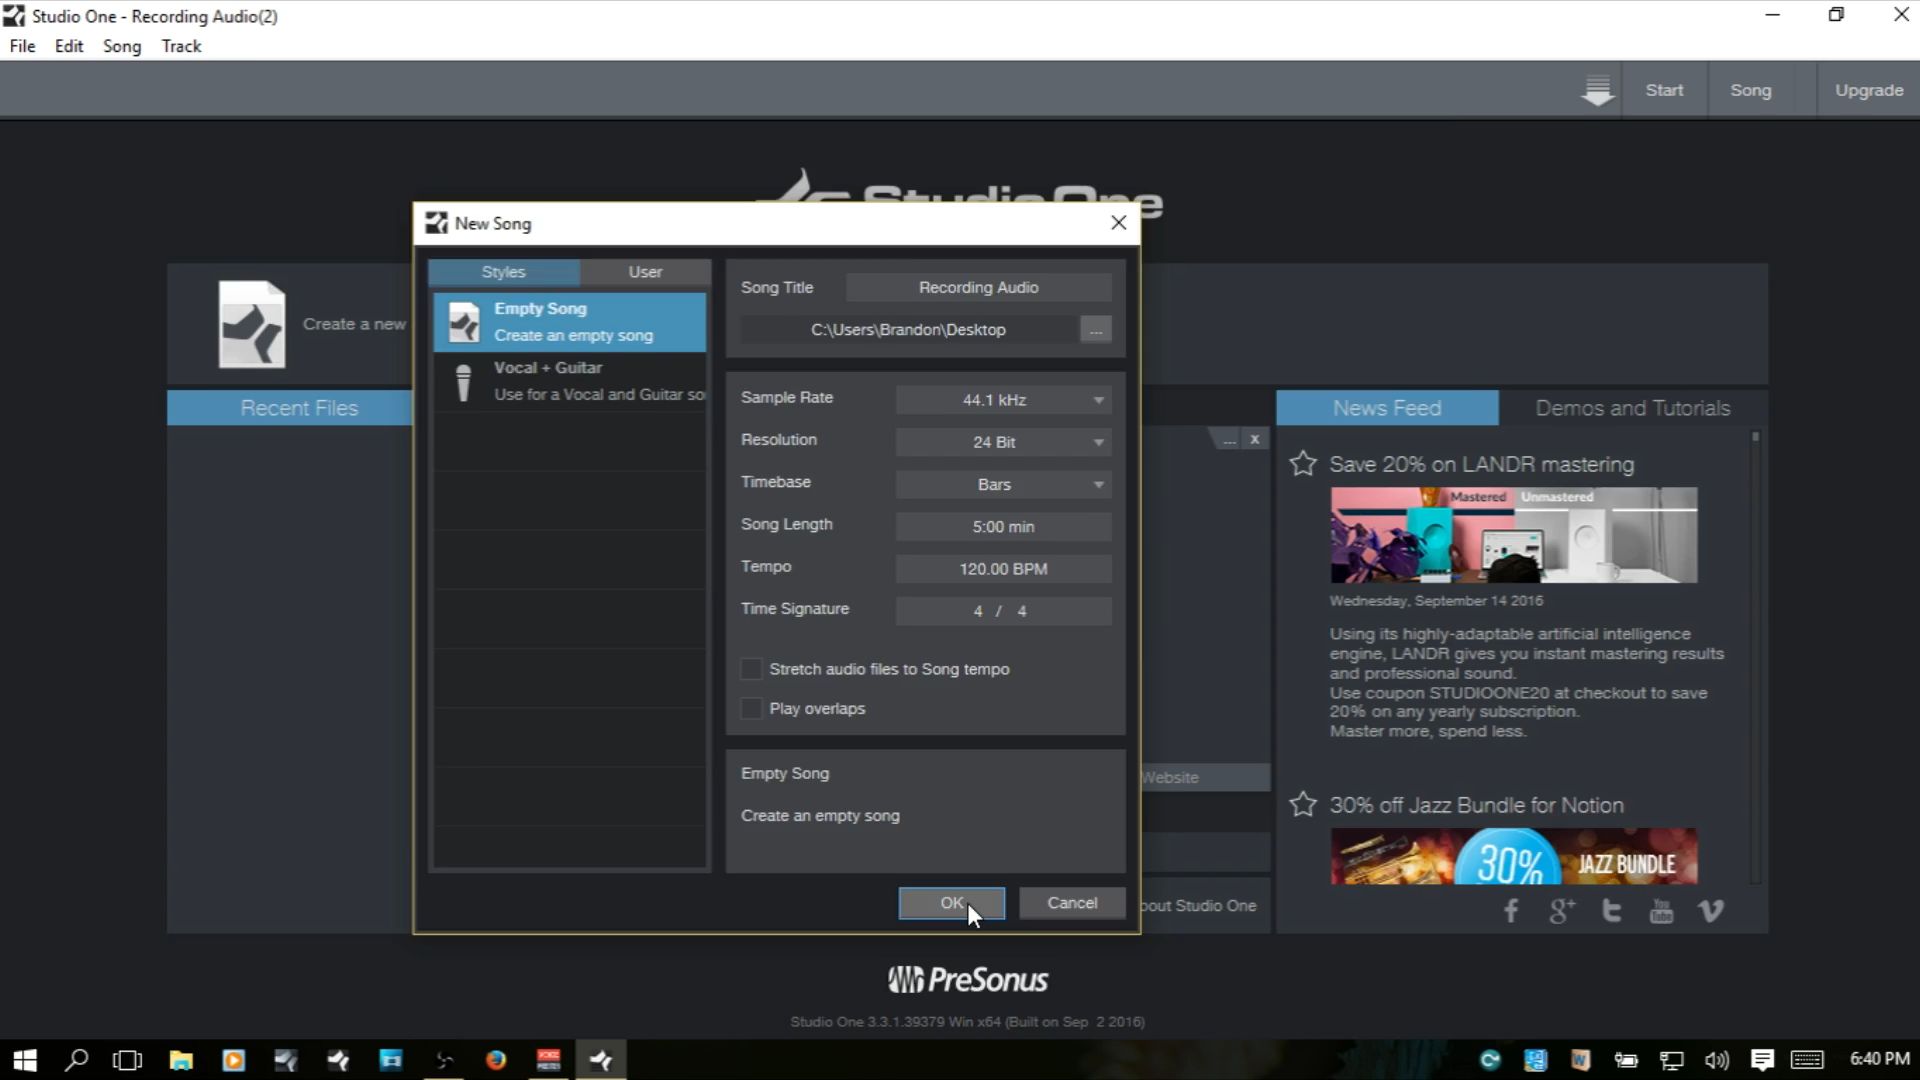 Studio One - Recording Audio(2)
File Edit Song Track
Start Song Upgrade
Studio One
New Song
Styles User
Empty Song
Create an empty song
Vocal + Guitar
Use for a Vocal and Guitar so
Song Title Recording Audio
C:\Users\Brandon\Desktop ...
Sample Rate 44.1 kHz
Resolution 24 Bit
Timebase Bars
Song Length 5:00 min
Tempo 120.00 BPM
Time Signature 4 / 4
Stretch audio files to Song tempo
Play overlaps
Empty Song
Create an empty song
OK Cancel
Create a new
Recent Files
... x
Website
bout Studio One
News Feed Demos and Tutorials
Save 20% on LANDR mastering
Mastered Unmastered
Wednesday, September 14 2016
Using its highly-adaptable artificial intelligence
engine, LANDR gives you instant mastering results
and professional sound.
Use coupon STUDIOONE20 at checkout to save
20% on any yearly subscription.
Master more, spend less.
30% off Jazz Bundle for Notion
30% JAZZ BUNDLE
PreSonus
Studio One 3.3.1.39379 Win x64 (Built on Sep 2 2016)
6:40 PM